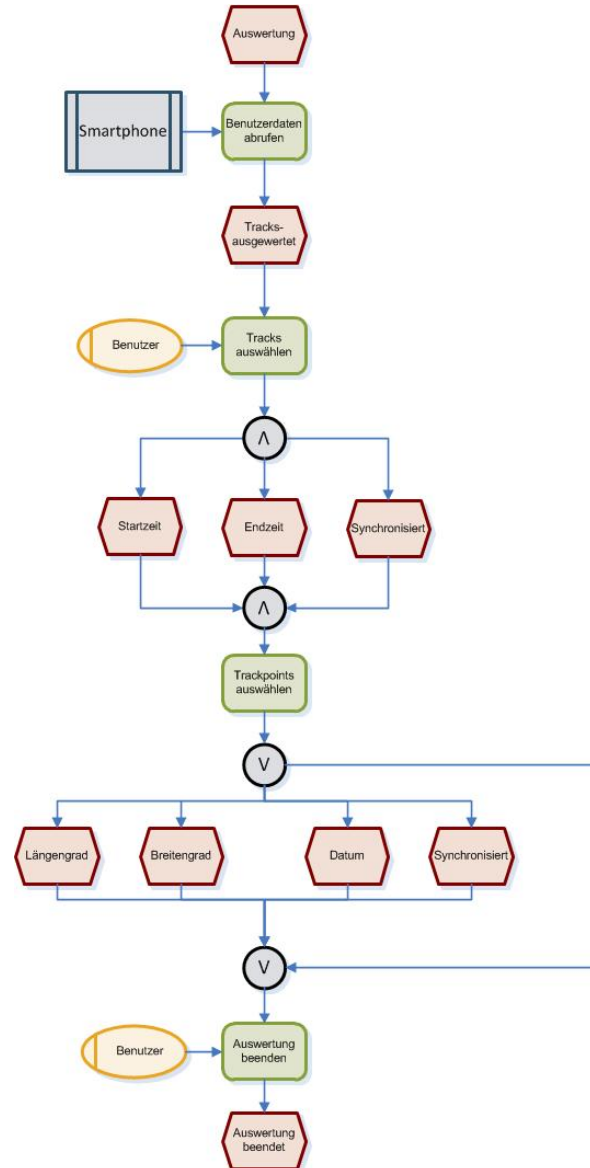 Auswertung
Smartphone
Benutzerdaten
abrufen
Tracks-
ausgewertet
Benutzer
Tracks
auswählen
Λ
Startzeit
Endzeit
Synchronisiert
Λ
Trackpoints
auswählen
V
Längengrad
Breitengrad
Datum
Synchronisiert
V
Benutzer
Auswertung
beenden
Auswertung
beendet